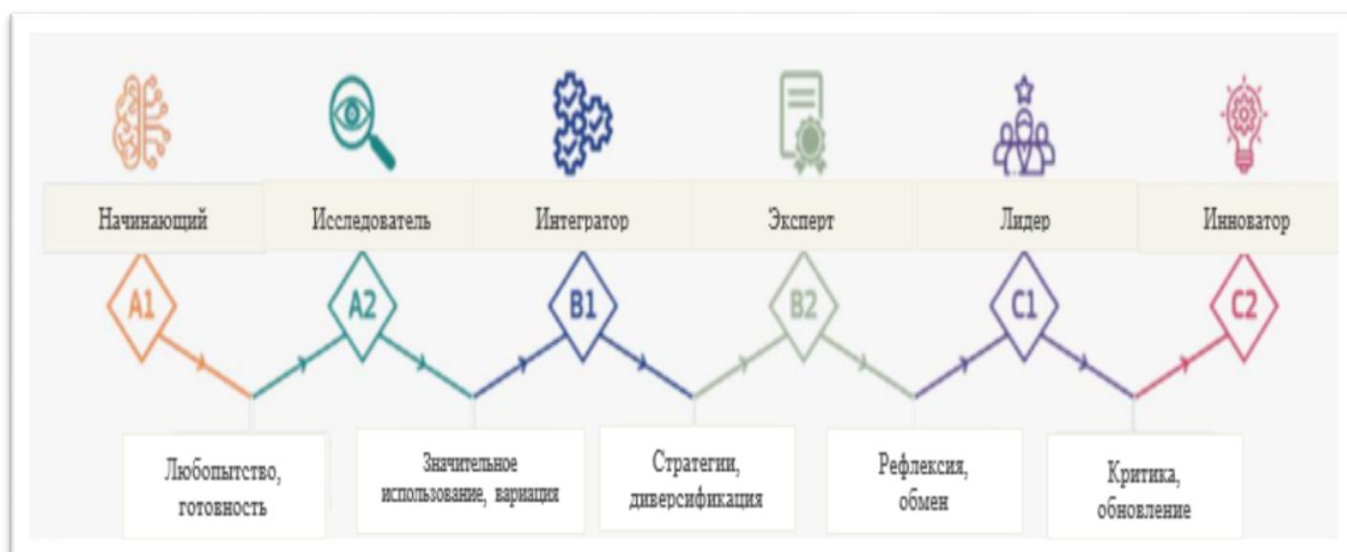 Начинающий
Исследователь
Интегратор
Эксперт
Лидер
Инноватор
A1
A2
B1
B2
C1
C2
Любопытство,
готовность
Значительное
использование, вариация
Стратегии,
диверсификация
Рефлексия,
обмен
Критика,
обновление